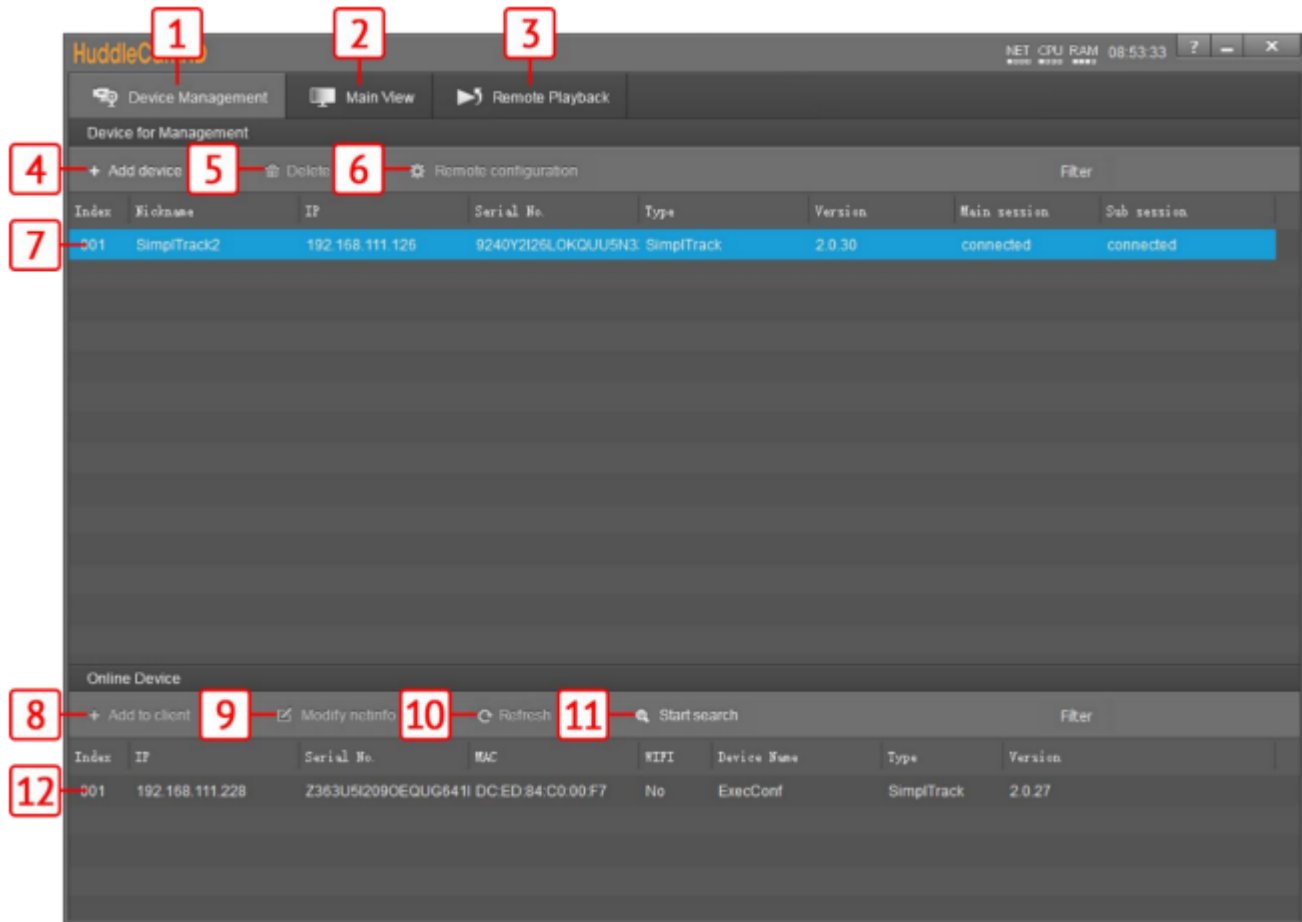 1 2 3
HuddleCamHD NET CPU RAM 08:53:33 ? – ×
Device Management Main View Remote Playback
Device for Management
4 + Add device 5 Delete 6 Remote configuration Filter
Index Nickname IP Serial No. Type Version Main session Sub session
7 001 SimplTrack2 192.168.111.126 9240Y2I26LOKQUU5N3 SimplTrack 2.0.30 connected connected
Online Device
8 + Add to client 9 Modify netinfo 10 Refresh 11 Start search Filter
Index IP Serial No. MAC WIFI Device Name Type Version
12 001 192.168.111.228 Z363U5I209OEQUG641 DC:ED:84:C0:00:F7 No ExecConf SimplTrack 2.0.27